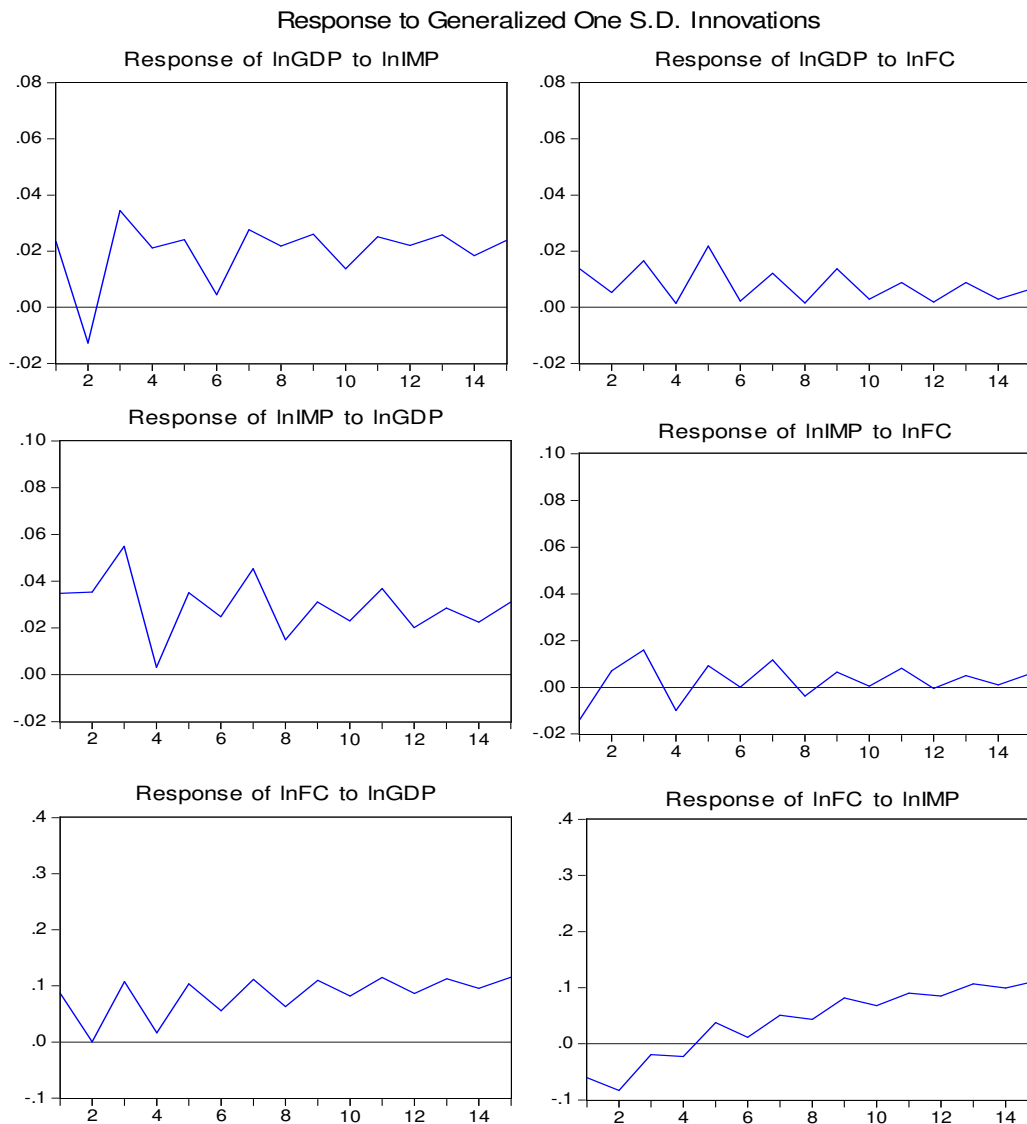 Response to Generalized One S.D. Innovations
Response of lnGDP to lnIMP
.08
.06
.04
.02
.00
-.02
2 4 6 8 10 12 14
Response of lnGDP to lnFC
.08
.06
.04
.02
.00
-.02
2 4 6 8 10 12 14
Response of lnIMP to lnGDP
.10
.08
.06
.04
.02
.00
-.02
2 4 6 8 10 12 14
Response of lnIMP to lnFC
.10
.08
.06
.04
.02
.00
-.02
2 4 6 8 10 12 14
Response of lnFC to lnGDP
.4
.3
.2
.1
.0
-.1
2 4 6 8 10 12 14
Response of lnFC to lnIMP
.4
.3
.2
.1
.0
-.1
2 4 6 8 10 12 14